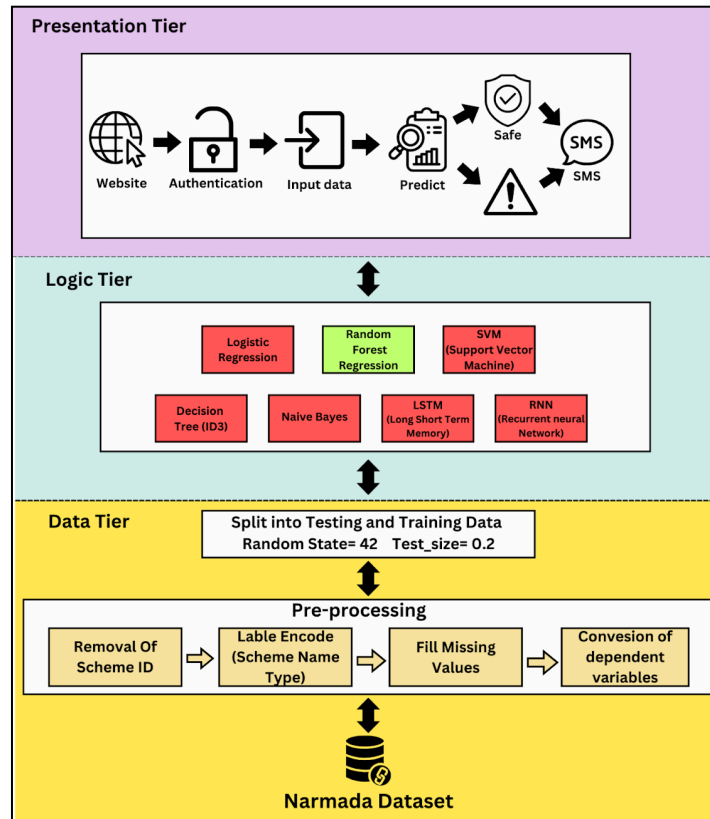 Presentation Tier
Website
Authentication
Input data
Predict
Safe
SMS
SMS
Logic Tier
Logistic
Regression
Random
Forest
Regression
SVM
(Support Vector
Machine)
Decision
Tree (ID3)
Naive Bayes
LSTM
(Long Short Term
Memory)
RNN
(Recurrent neural
Network)
Data Tier
Split into Testing and Training Data
Random State= 42 Test_size= 0.2
Pre-processing
Removal Of
Scheme ID
Lable Encode
(Scheme Name
Type)
Fill Missing
Values
Convesion of
dependent
variables
Narmada Dataset